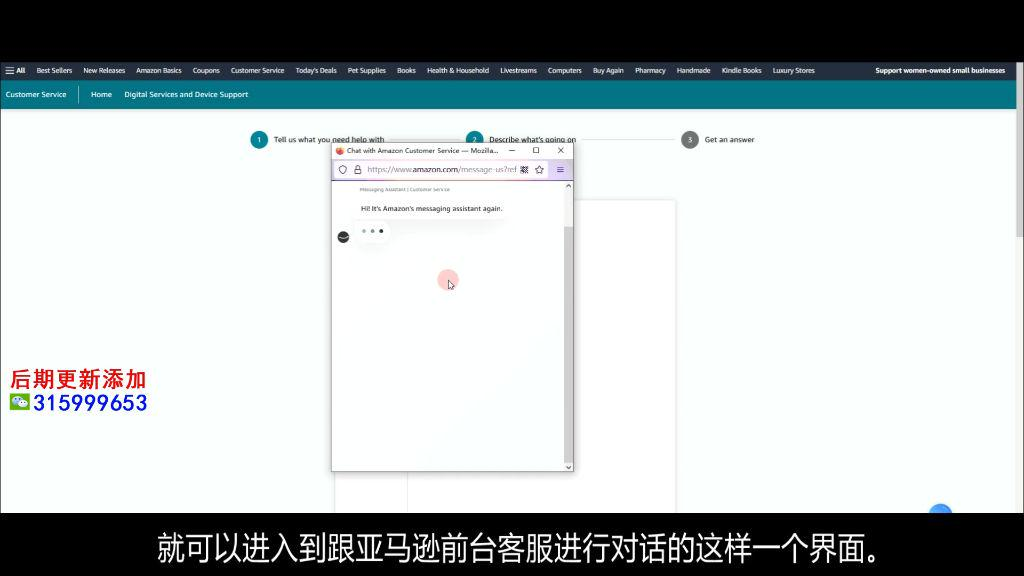 All Best Sellers New Releases Amazon Basics Coupons Customer Service Today's Deals Pet Supplies Books Health & Household Livestreams Computers Buy Again Pharmacy Handmade Kindle Books Luxury Stores Support women-owned small businesses
Customer Service Home Digital Services and Device Support
1 Tell us what you need help with 2 Describe what's going on 3 Get an answer
Chat with Amazon Customer Service — Mozilla...
https://www.amazon.com/message-us?ref
Messaging Assistant | Customer Service
Hi! It's Amazon's messaging assistant again.
后期更新添加
315999653
就可以进入到跟亚马逊前台客服进行对话的这样一个界面。